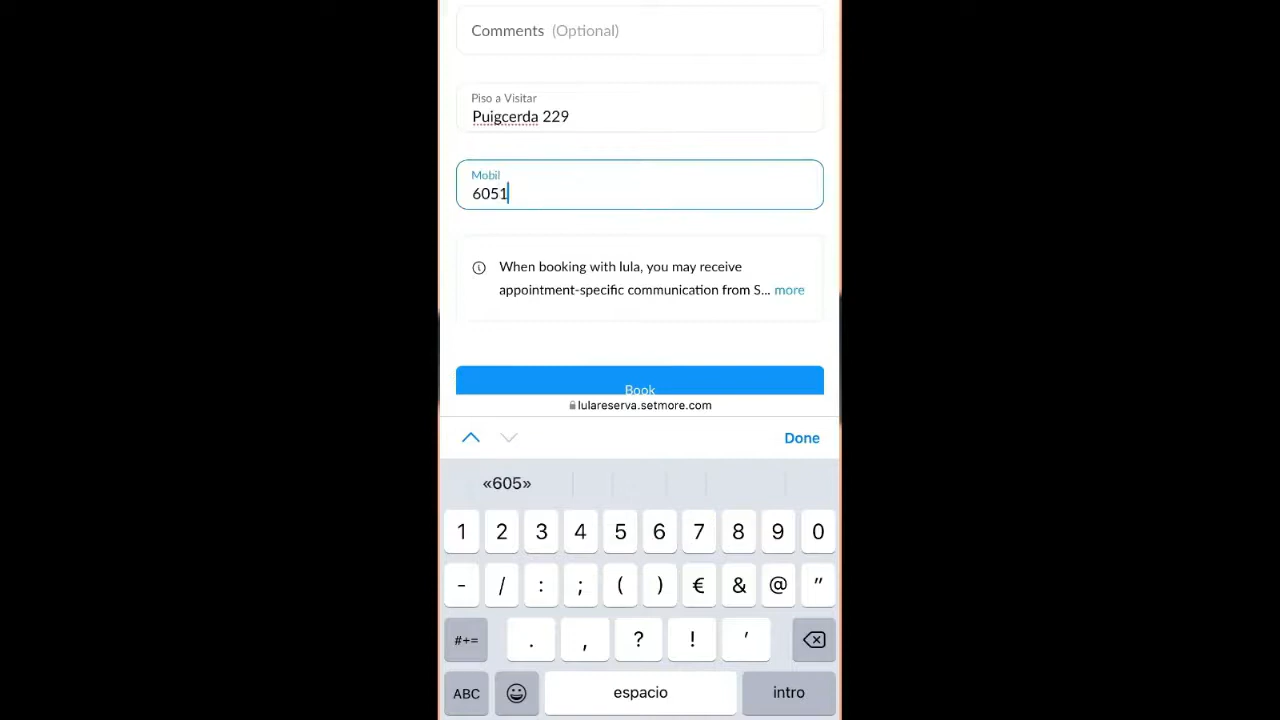 Comments (Optional)
Piso a Visitar
Puigcerda 229
Mobil
6051
When booking with lula, you may receive
appointment-specific communication from S... more
Book
lulareserva.setmore.com
Done
«605»
1 2 3 4 5 6 7 8 9 0
- / : ; ( ) € & @ "
#+= . , ? ! '
ABC espacio intro